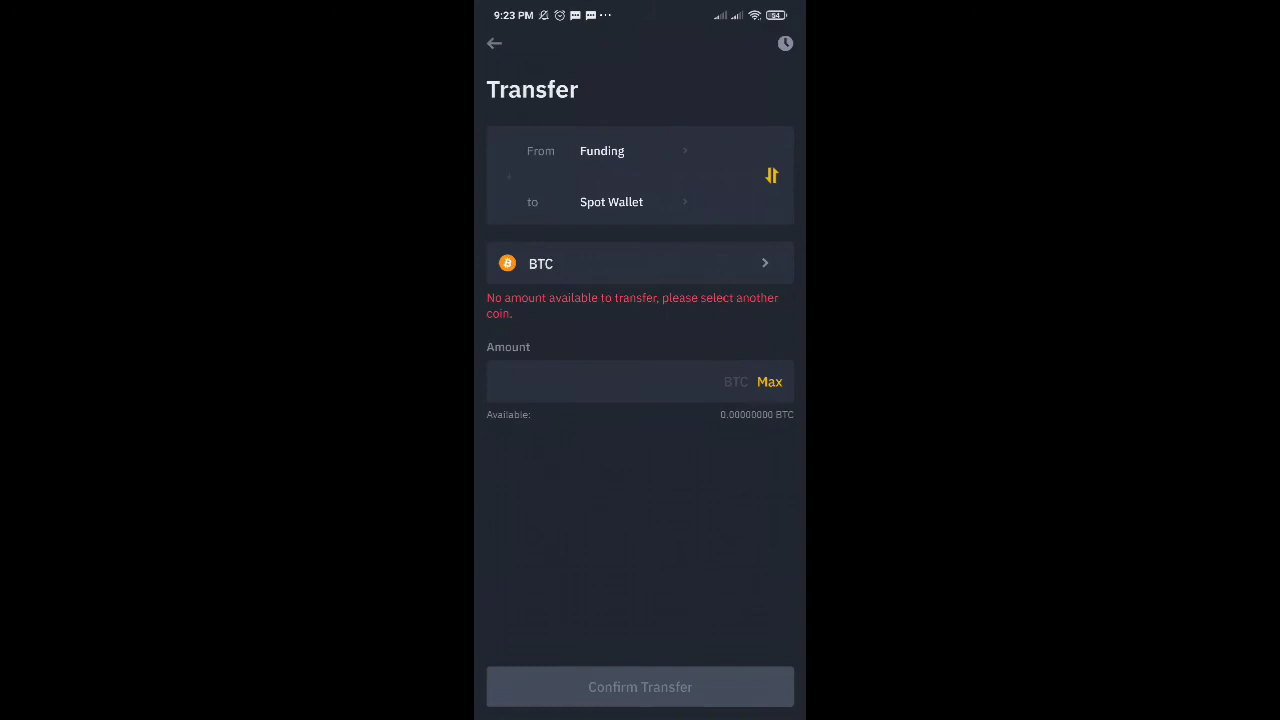 9:23 PM
54
Transfer
From Funding
to Spot Wallet
BTC
No amount available to transfer, please select another
coin.
Amount
BTC Max
Available: 0.00000000 BTC
Confirm Transfer